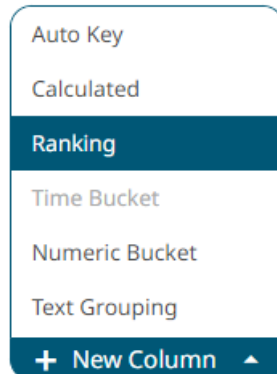 Auto Key
Calculated
Ranking
Time Bucket
Numeric Bucket
Text Grouping
+ New Column